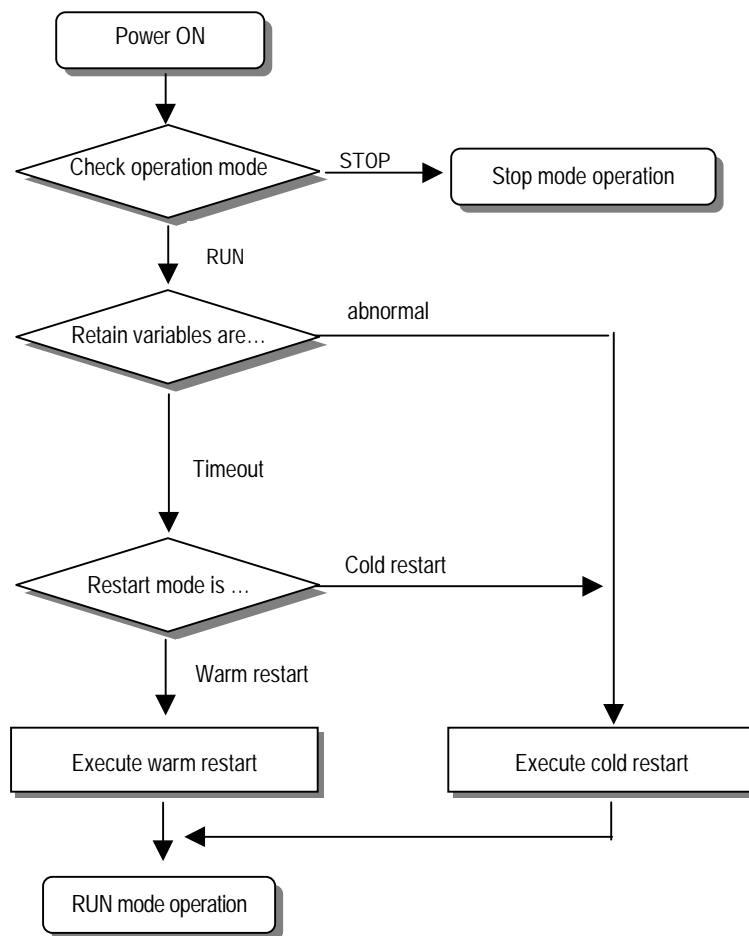 Power ON
Check operation mode
STOP
Stop mode operation
RUN
Retain variables are…
abnormal
Timeout
Restart mode is …
Cold restart
Warm restart
Execute warm restart
Execute cold restart
RUN mode operation